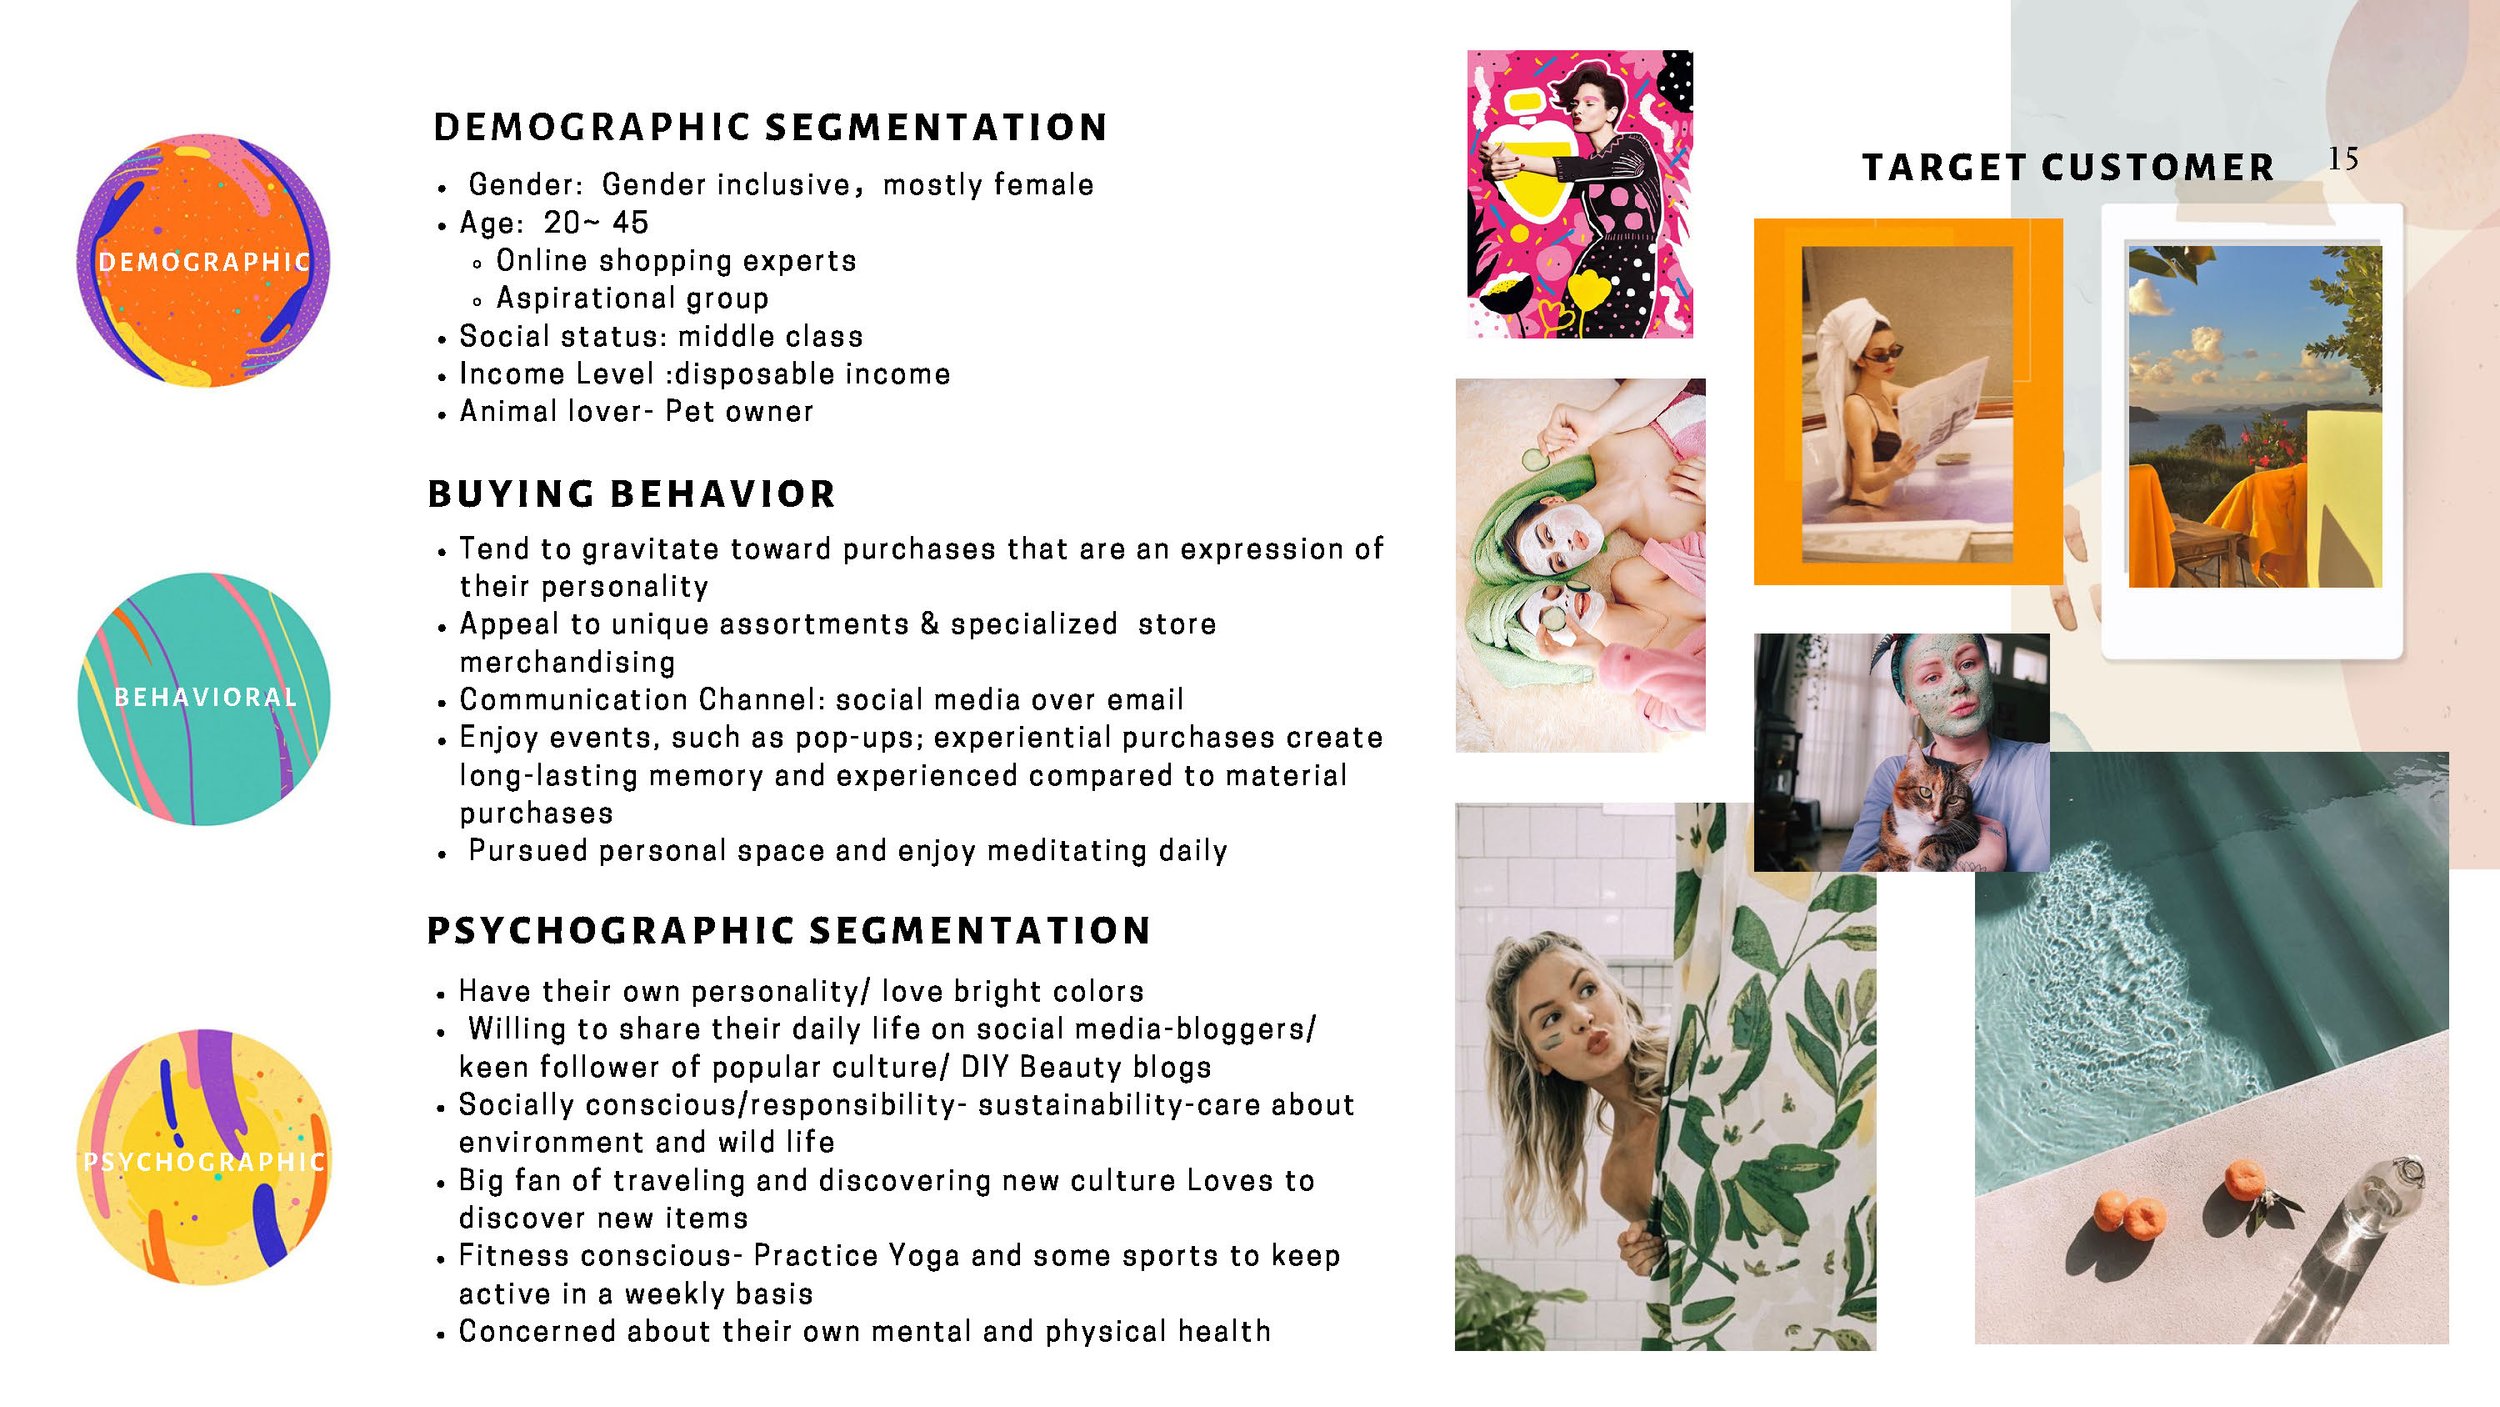 TARGET CUSTOMER 15
DEMOGRAPHIC
DEMOGRAPHIC SEGMENTATION
• Gender: Gender inclusive, mostly female
• Age: 20~ 45
◦ Online shopping experts
◦ Aspirational group
• Social status: middle class
• Income Level :disposable income
• Animal lover- Pet owner
BEHAVIORAL
BUYING BEHAVIOR
• Tend to gravitate toward purchases that are an expression of
their personality
• Appeal to unique assortments & specialized store
merchandising
• Communication Channel: social media over email
• Enjoy events, such as pop-ups; experiential purchases create
long-lasting memory and experienced compared to material
purchases
• Pursued personal space and enjoy meditating daily
PSYCHOGRAPHIC
PSYCHOGRAPHIC SEGMENTATION
• Have their own personality/ love bright colors
• Willing to share their daily life on social media-bloggers/
keen follower of popular culture/ DIY Beauty blogs
• Socially conscious/responsibility- sustainability-care about
environment and wild life
• Big fan of traveling and discovering new culture Loves to
discover new items
• Fitness conscious- Practice Yoga and some sports to keep
active in a weekly basis
• Concerned about their own mental and physical health